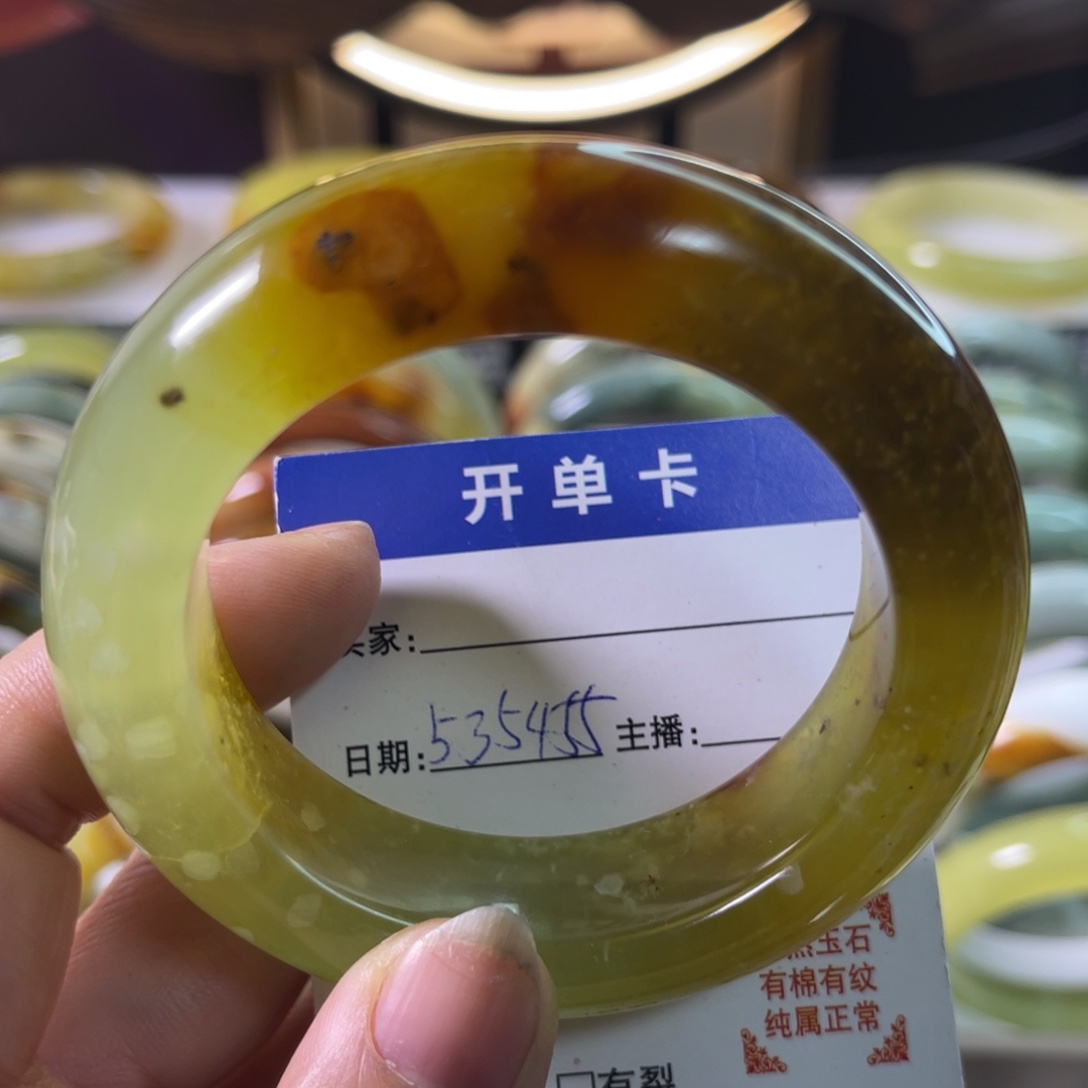 开单卡
家:
日期:535455 主播:
玉石
有棉有纹
纯属正常
有裂